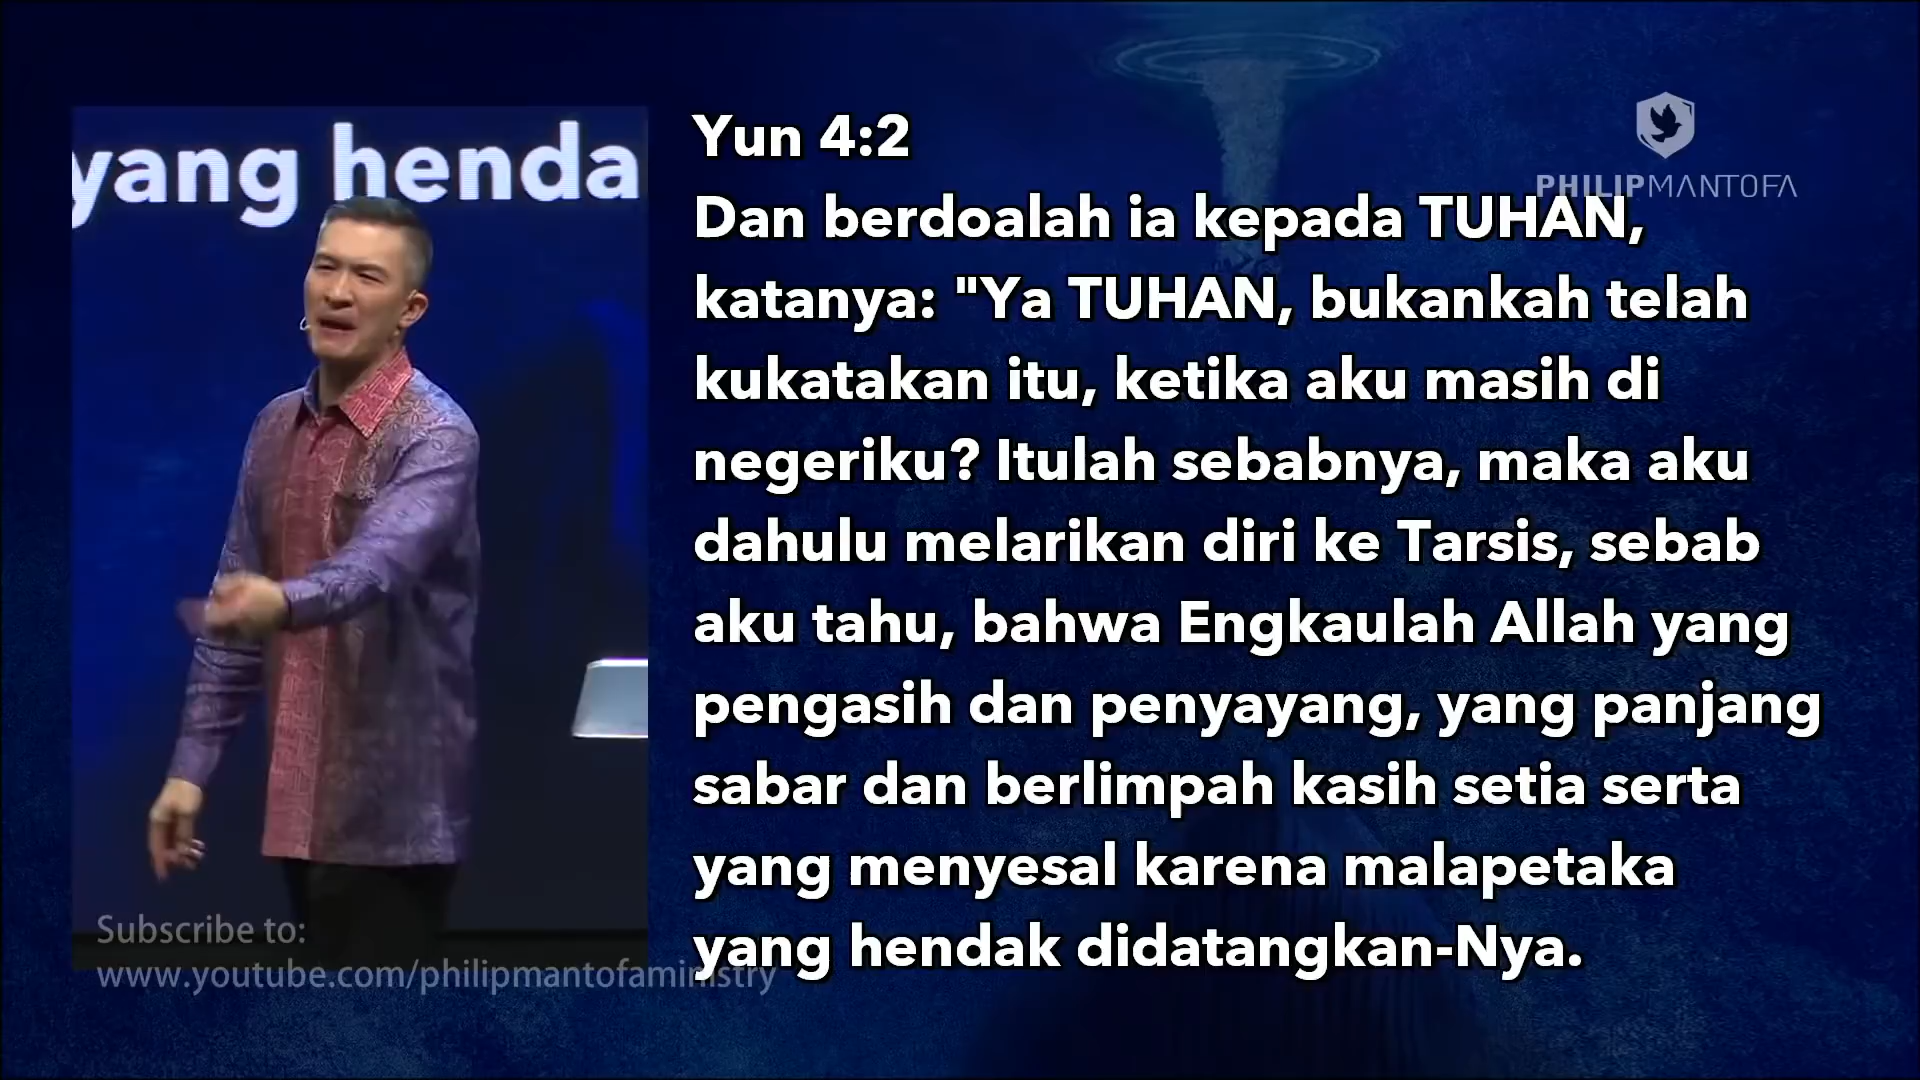 yang henda
Yun 4:2
Dan berdoalah ia kepada TUHAN,
katanya: "Ya TUHAN, bukankah telah
kukatakan itu, ketika aku masih di
negeriku? Itulah sebabnya, maka aku
dahulu melarikan diri ke Tarsis, sebab
aku tahu, bahwa Engkaulah Allah yang
pengasih dan penyayang, yang panjang
sabar dan berlimpah kasih setia serta
yang menyesal karena malapetaka
yang hendak didatangkan-Nya.
PHILIPMANTOFA
Subscribe to:
www.youtube.com/philipmantofaministry